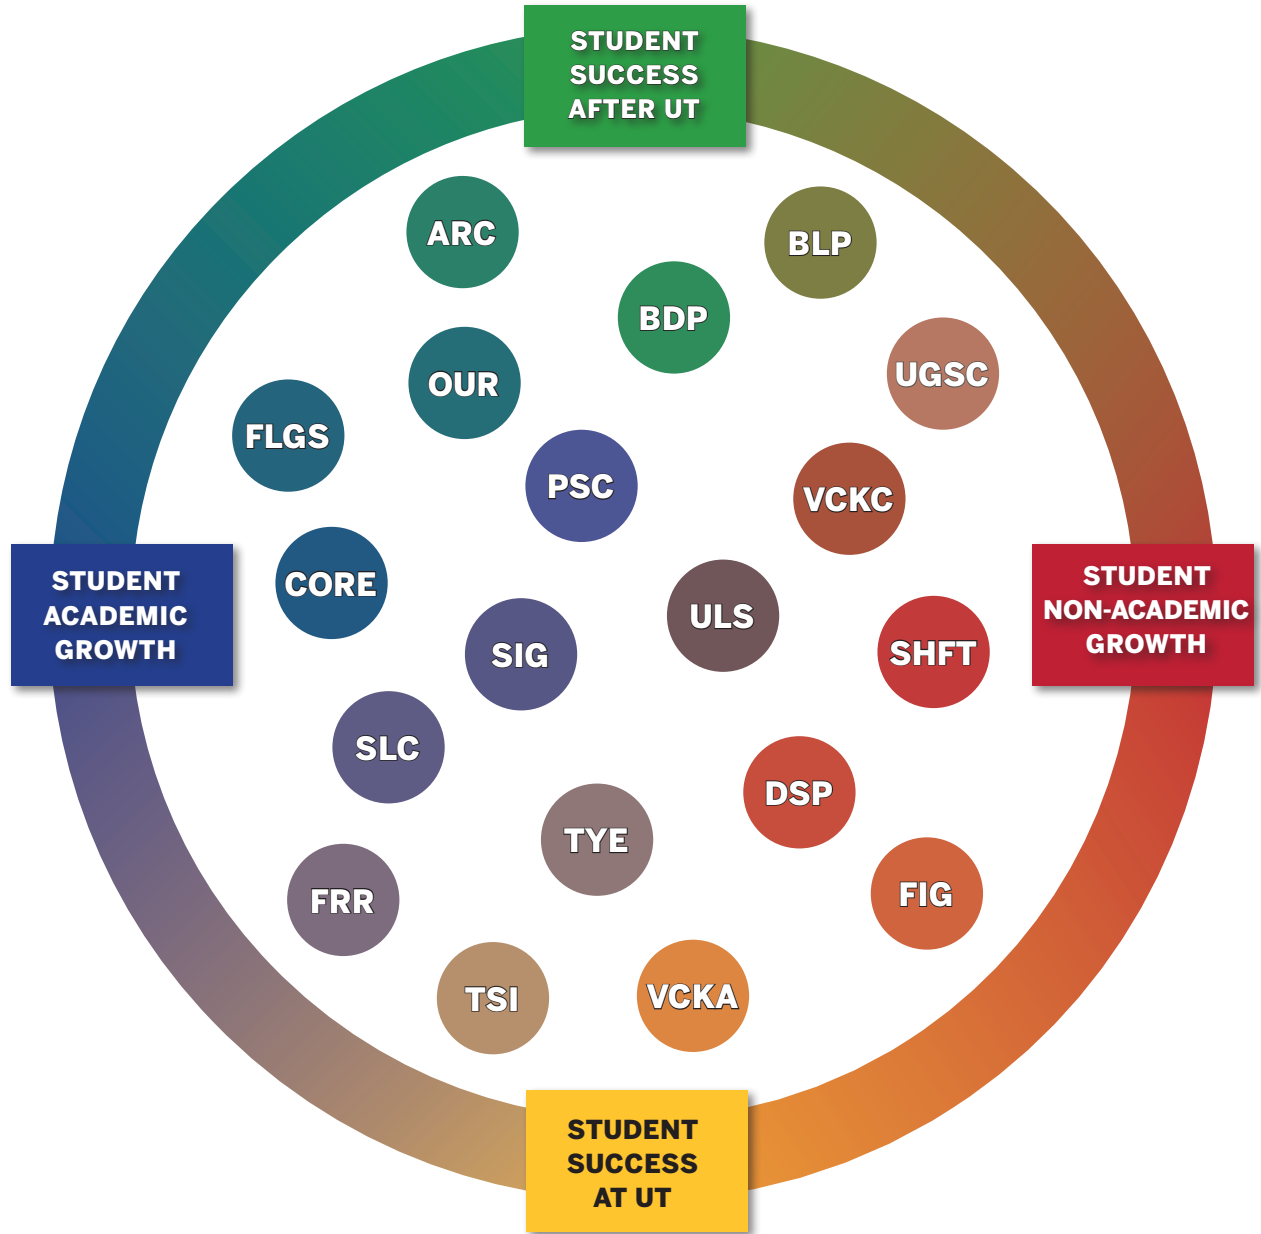 STUDENT
SUCCESS
AFTER UT
ARC
BLP
BDP
UGSC
OUR
FLGS
PSC
VCKC
STUDENT
ACADEMIC
GROWTH
CORE
ULS
SIG
SHFT
STUDENT
NON-ACADEMIC
GROWTH
SLC
DSP
TYE
FRR
FIG
TSI
VCKA
STUDENT
SUCCESS
AT UT